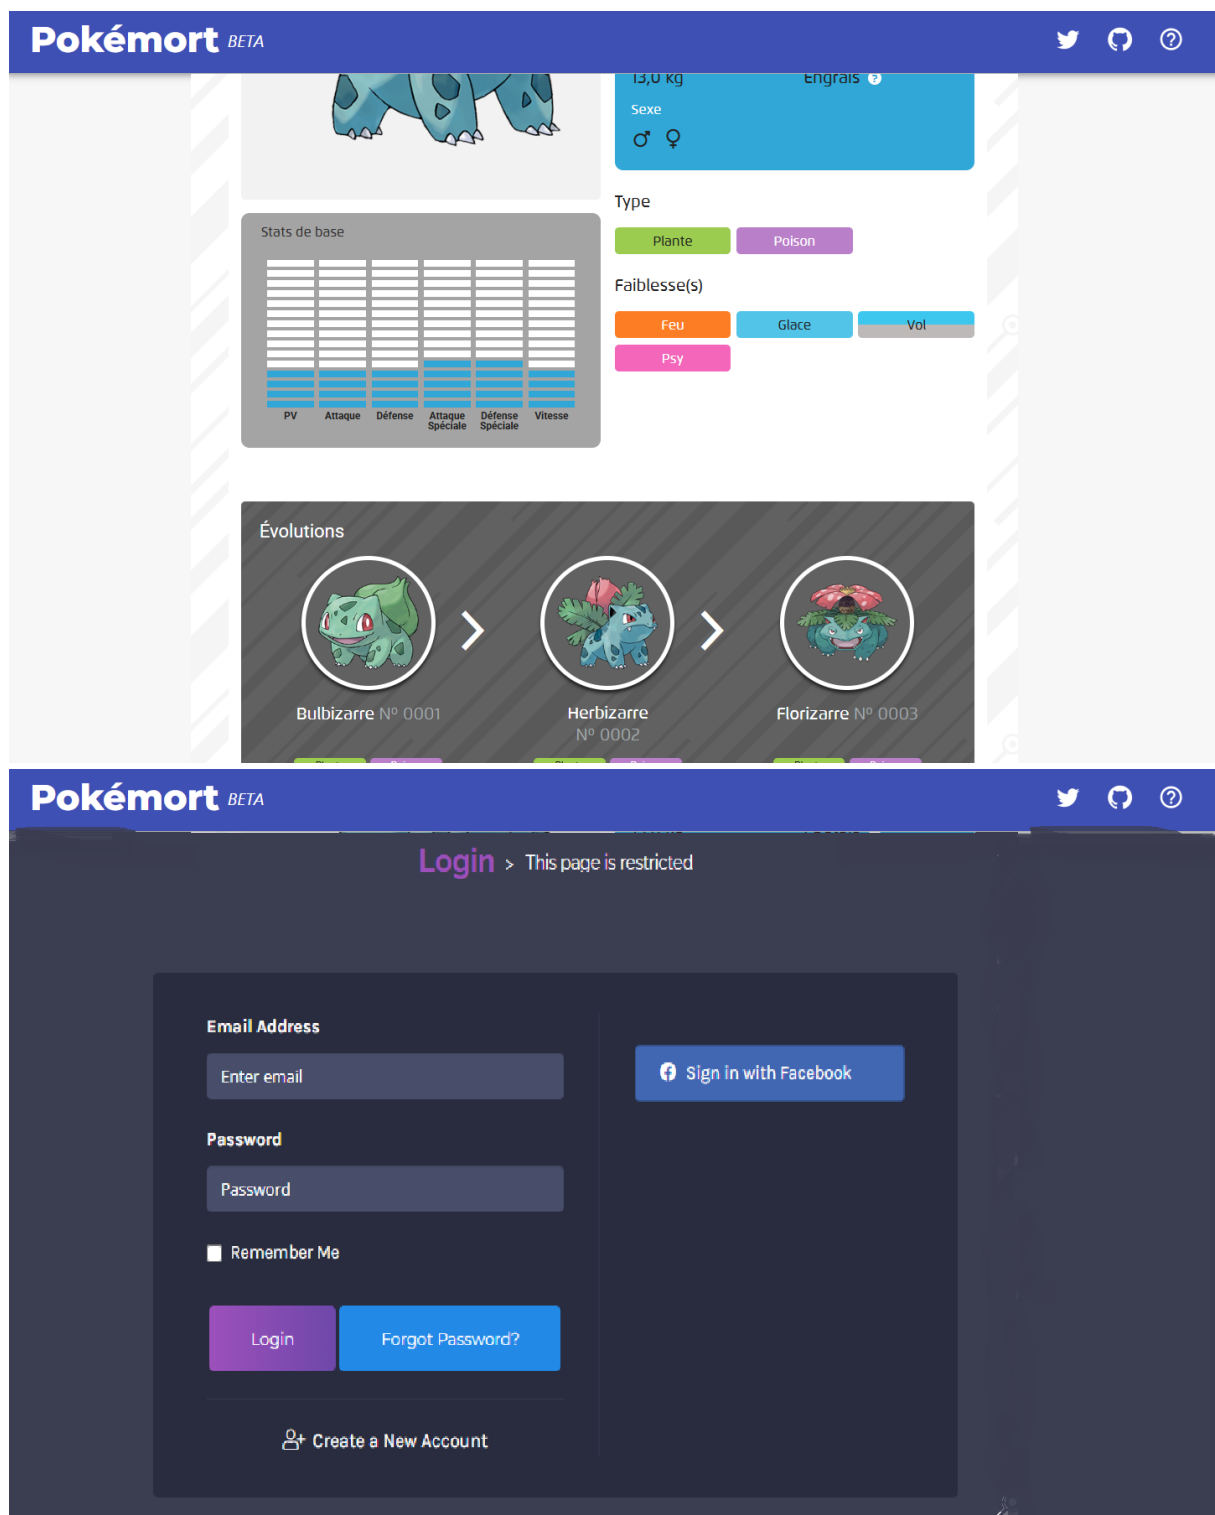 Pokémort BETA
13,0 kg Engrais
Sexe
Type
Plante Poison
Faiblesse(s)
Feu Glace Vol
Psy
Stats de base
PV Attaque Défense Attaque Spéciale Défense Spéciale Vitesse
Évolutions
Bulbizarre Nº 0001
Herbizarre
Nº 0002
Florizarre Nº 0003
Pokémort BETA
Login > This page is restricted
Email Address
Enter email
Password
Password
Remember Me
Login Forgot Password?
Create a New Account
Sign in with Facebook